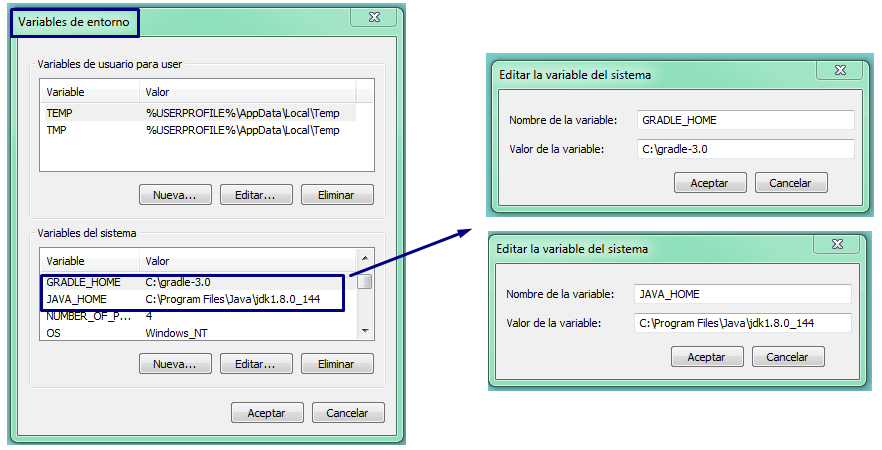 Variables de entorno
Variables de usuario para user
Variable Valor
TEMP %USERPROFILE%\AppData\Local\Temp
TMP %USERPROFILE%\AppData\Local\Temp
Nueva... Editar... Eliminar
Variables del sistema
Variable Valor
GRADLE_HOME C:\gradle-3.0
JAVA_HOME C:\Program Files\Java\jdk1.8.0_144
NUMBER_OF_P... 4
OS Windows_NT
Nueva... Editar... Eliminar
Aceptar Cancelar
Editar la variable del sistema
Nombre de la variable: GRADLE_HOME
Valor de la variable: C:\gradle-3.0
Aceptar Cancelar
Editar la variable del sistema
Nombre de la variable: JAVA_HOME
Valor de la variable: C:\Program Files\Java\jdk1.8.0_144
Aceptar Cancelar